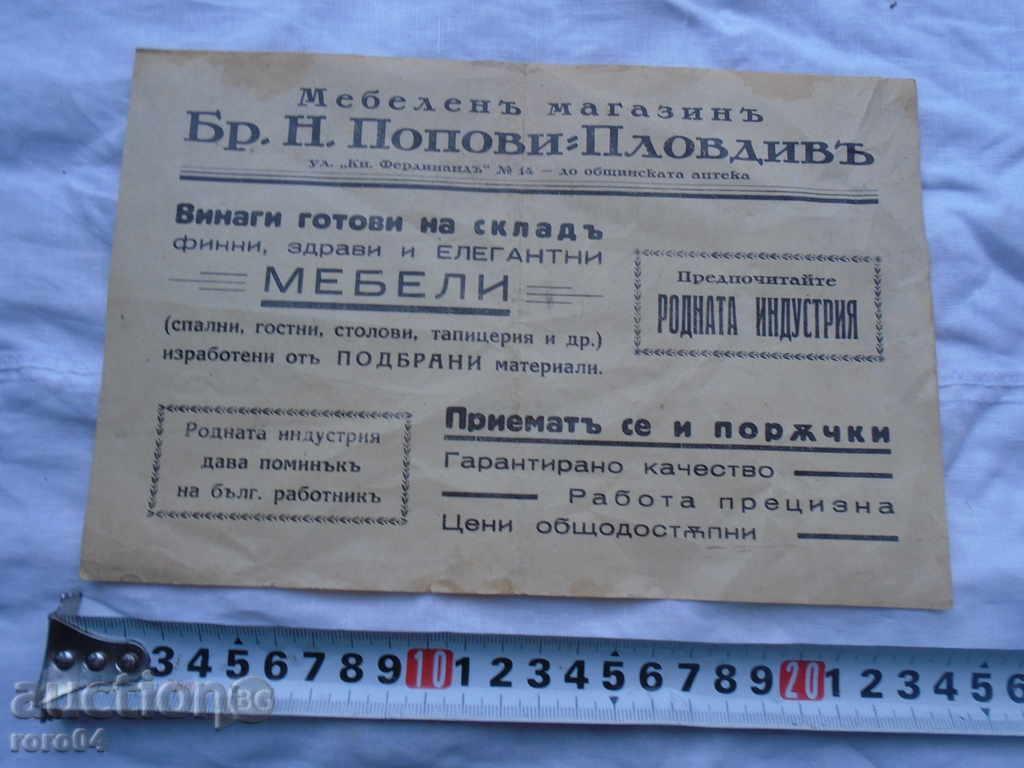 Мебеленъ магазинъ
Бр. Н. Попови=Пловдивъ
ул. „Кн. Фердинандъ“ № 14 — до общинската аптека
Винаги готови на складъ
финни, здрави и ЕЛЕГАНТНИ
МЕБЕЛИ
(спални, гостни, столови, тапицерия и др.)
изработени отъ ПОДБРАНИ материали.
Предпочитайте
РОДНАТА ИНДУСТРИЯ
Родната индустрия
дава поминъкъ
на бълг. работникъ
Приематъ се и порѫчки
Гарантирано качество
Работа прецизна
Цени общодостѫпни
3 4 5 6 7 8 9 10 1 2 3 4 5 6 7 8 9 20 1 2 3 4 5 6
auction.bg
roro04